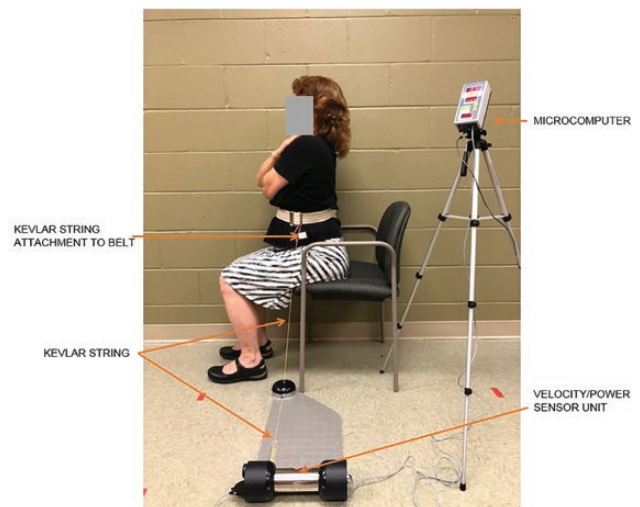 MICROCOMPUTER
KEVLAR STRING
ATTACHMENT TO BELT
KEVLAR STRING
VELOCITY/POWER
SENSOR UNIT